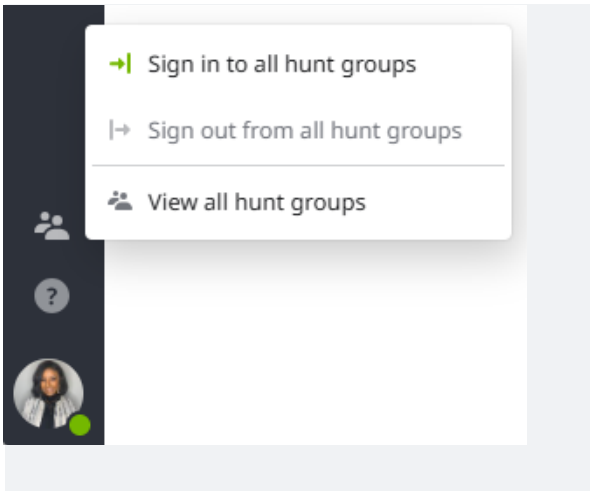 Sign in to all hunt groups
Sign out from all hunt groups
View all hunt groups
?